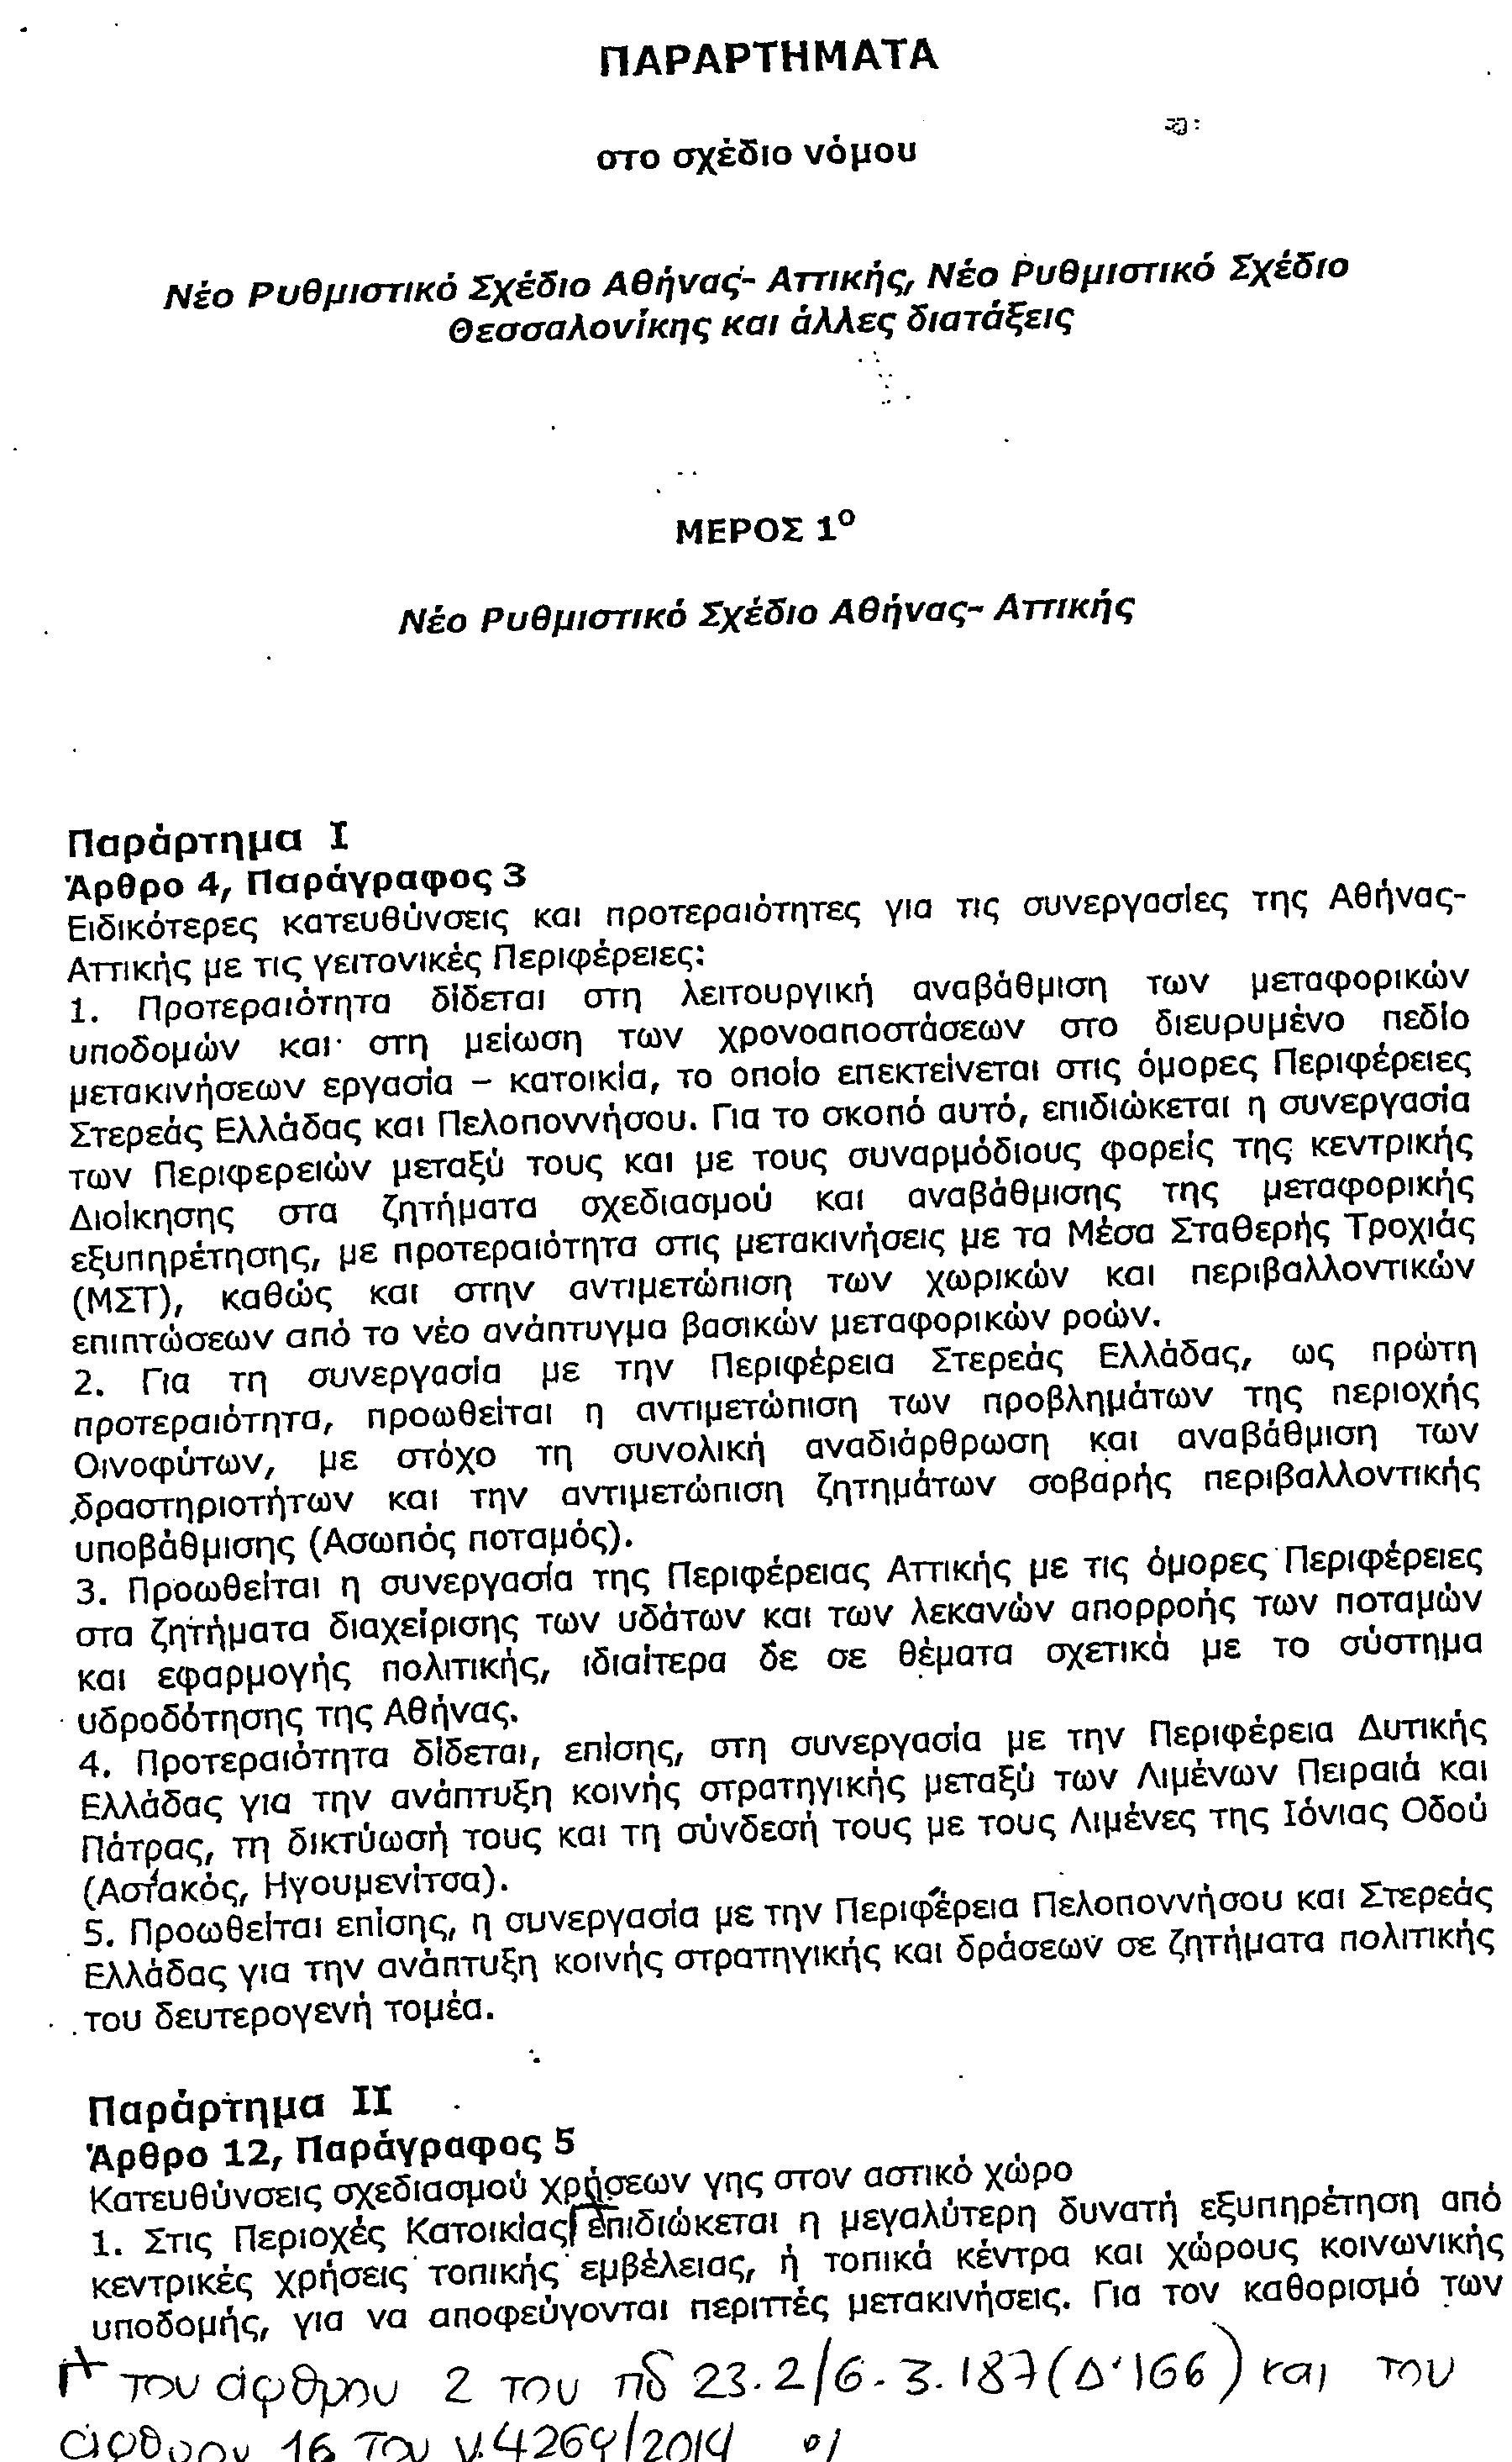 ΠΑΡΑΡΤΗΜΑΤΑ
στο σχέδιο νόμου
Νέο Ρυθμιστικό Σχέδιο Αθήνας- Αττικής, Νέο Ρυθμιστικό Σχέδιο
Θεσσαλονίκης και άλλες διατάξεις
ΜΕΡΟΣ 1ο
Νέο Ρυθμιστικό Σχέδιο Αθήνας- Αττικής
Παράρτημα I
Άρθρο 4, Παράγραφος 3
Ειδικότερες κατευθύνσεις και προτεραιότητες για τις συνεργασίες της Αθήνας-
Αττικής με τις γειτονικές Περιφέρειες:
1. Προτεραιότητα δίδεται στη λειτουργική αναβάθμιση των μεταφορικών
υποδομών και στη μείωση των χρονοαποστάσεων στο διευρυμένο πεδίο
μετακινήσεων εργασία – κατοικία, το οποίο επεκτείνεται στις όμορες Περιφέρειες
Στερεάς Ελλάδας και Πελοποννήσου. Για το σκοπό αυτό, επιδιώκεται η συνεργασία
των Περιφερειών μεταξύ τους και με τους συναρμόδιους φορείς της κεντρικής
Διοίκησης στα ζητήματα σχεδιασμού και αναβάθμισης της μεταφορικής
εξυπηρέτησης, με προτεραιότητα στις μετακινήσεις με τα Μέσα Σταθερής Τροχιάς
(ΜΣΤ), καθώς και στην αντιμετώπιση των χωρικών και περιβαλλοντικών
επιπτώσεων από το νέο ανάπτυγμα βασικών μεταφορικών ροών.
2. Για τη συνεργασία με την Περιφέρεια Στερεάς Ελλάδας, ως πρώτη
προτεραιότητα, προωθείται η αντιμετώπιση των προβλημάτων της περιοχής
Οινοφύτων, με στόχο τη συνολική αναδιάρθρωση και αναβάθμιση των
δραστηριοτήτων και την αντιμετώπιση ζητημάτων σοβαρής περιβαλλοντικής
υποβάθμισης (Ασωπός ποταμός).
3. Προωθείται η συνεργασία της Περιφέρειας Αττικής με τις όμορες Περιφέρειες
στα ζητήματα διαχείρισης των υδάτων και των λεκανών απορροής των ποταμών
και εφαρμογής πολιτικής, ιδιαίτερα δε σε θέματα σχετικά με το σύστημα
υδροδότησης της Αθήνας.
4. Προτεραιότητα δίδεται, επίσης, στη συνεργασία με την Περιφέρεια Δυτικής
Ελλάδας για την ανάπτυξη κοινής στρατηγικής μεταξύ των Λιμένων Πειραιά και
Πάτρας, τη δικτύωσή τους και τη σύνδεσή τους με τους Λιμένες της Ιόνιας Οδού
(Αστακός, Ηγουμενίτσα).
5. Προωθείται επίσης, η συνεργασία με την Περιφέρεια Πελοποννήσου και Στερεάς
Ελλάδας για την ανάπτυξη κοινής στρατηγικής και δράσεων σε ζητήματα πολιτικής
του δευτερογενή τομέα.
Παράρτημα II
Άρθρο 12, Παράγραφος 5
Κατευθύνσεις σχεδιασμού χρήσεων γης στον αστικό χώρο
1. Στις Περιοχές Κατοικίας επιδιώκεται η μεγαλύτερη δυνατή εξυπηρέτηση από
κεντρικές χρήσεις τοπικής εμβέλειας, ή τοπικά κέντρα και χώρους κοινωνικής
υποδομής, για να αποφεύγονται περιττές μετακινήσεις. Για τον καθορισμό των
του άρθρου 2 του πδ 23.2/6.3.187 (Δ' 166) και του
άρθρου 16 του ν. 4269/2014